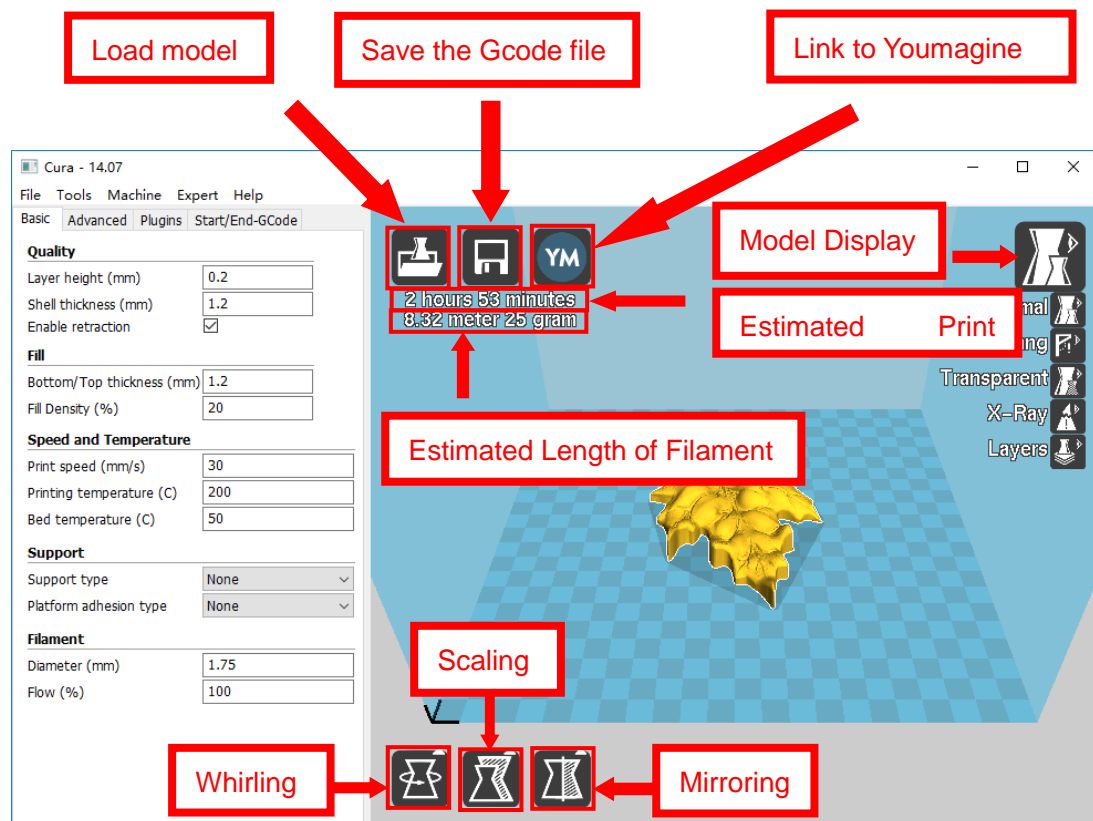 Load model
Save the Gcode file
Link to Youmagine
Cura - 14.07
File Tools Machine Expert Help
Basic Advanced Plugins Start/End-GCode
Quality
Layer height (mm) 0.2
Shell thickness (mm) 1.2
Enable retraction
Fill
Bottom/Top thickness (mm) 1.2
Fill Density (%) 20
Speed and Temperature
Print speed (mm/s) 30
Printing temperature (C) 200
Bed temperature (C) 50
Support
Support type None
Platform adhesion type None
Filament
Diameter (mm) 1.75
Flow (%) 100
YM
2 hours 53 minutes
8.32 meter 25 gram
Model Display
Estimated Print
mal
ng
Transparent
X-Ray
Layers
Estimated Length of Filament
Scaling
Whirling
Mirroring